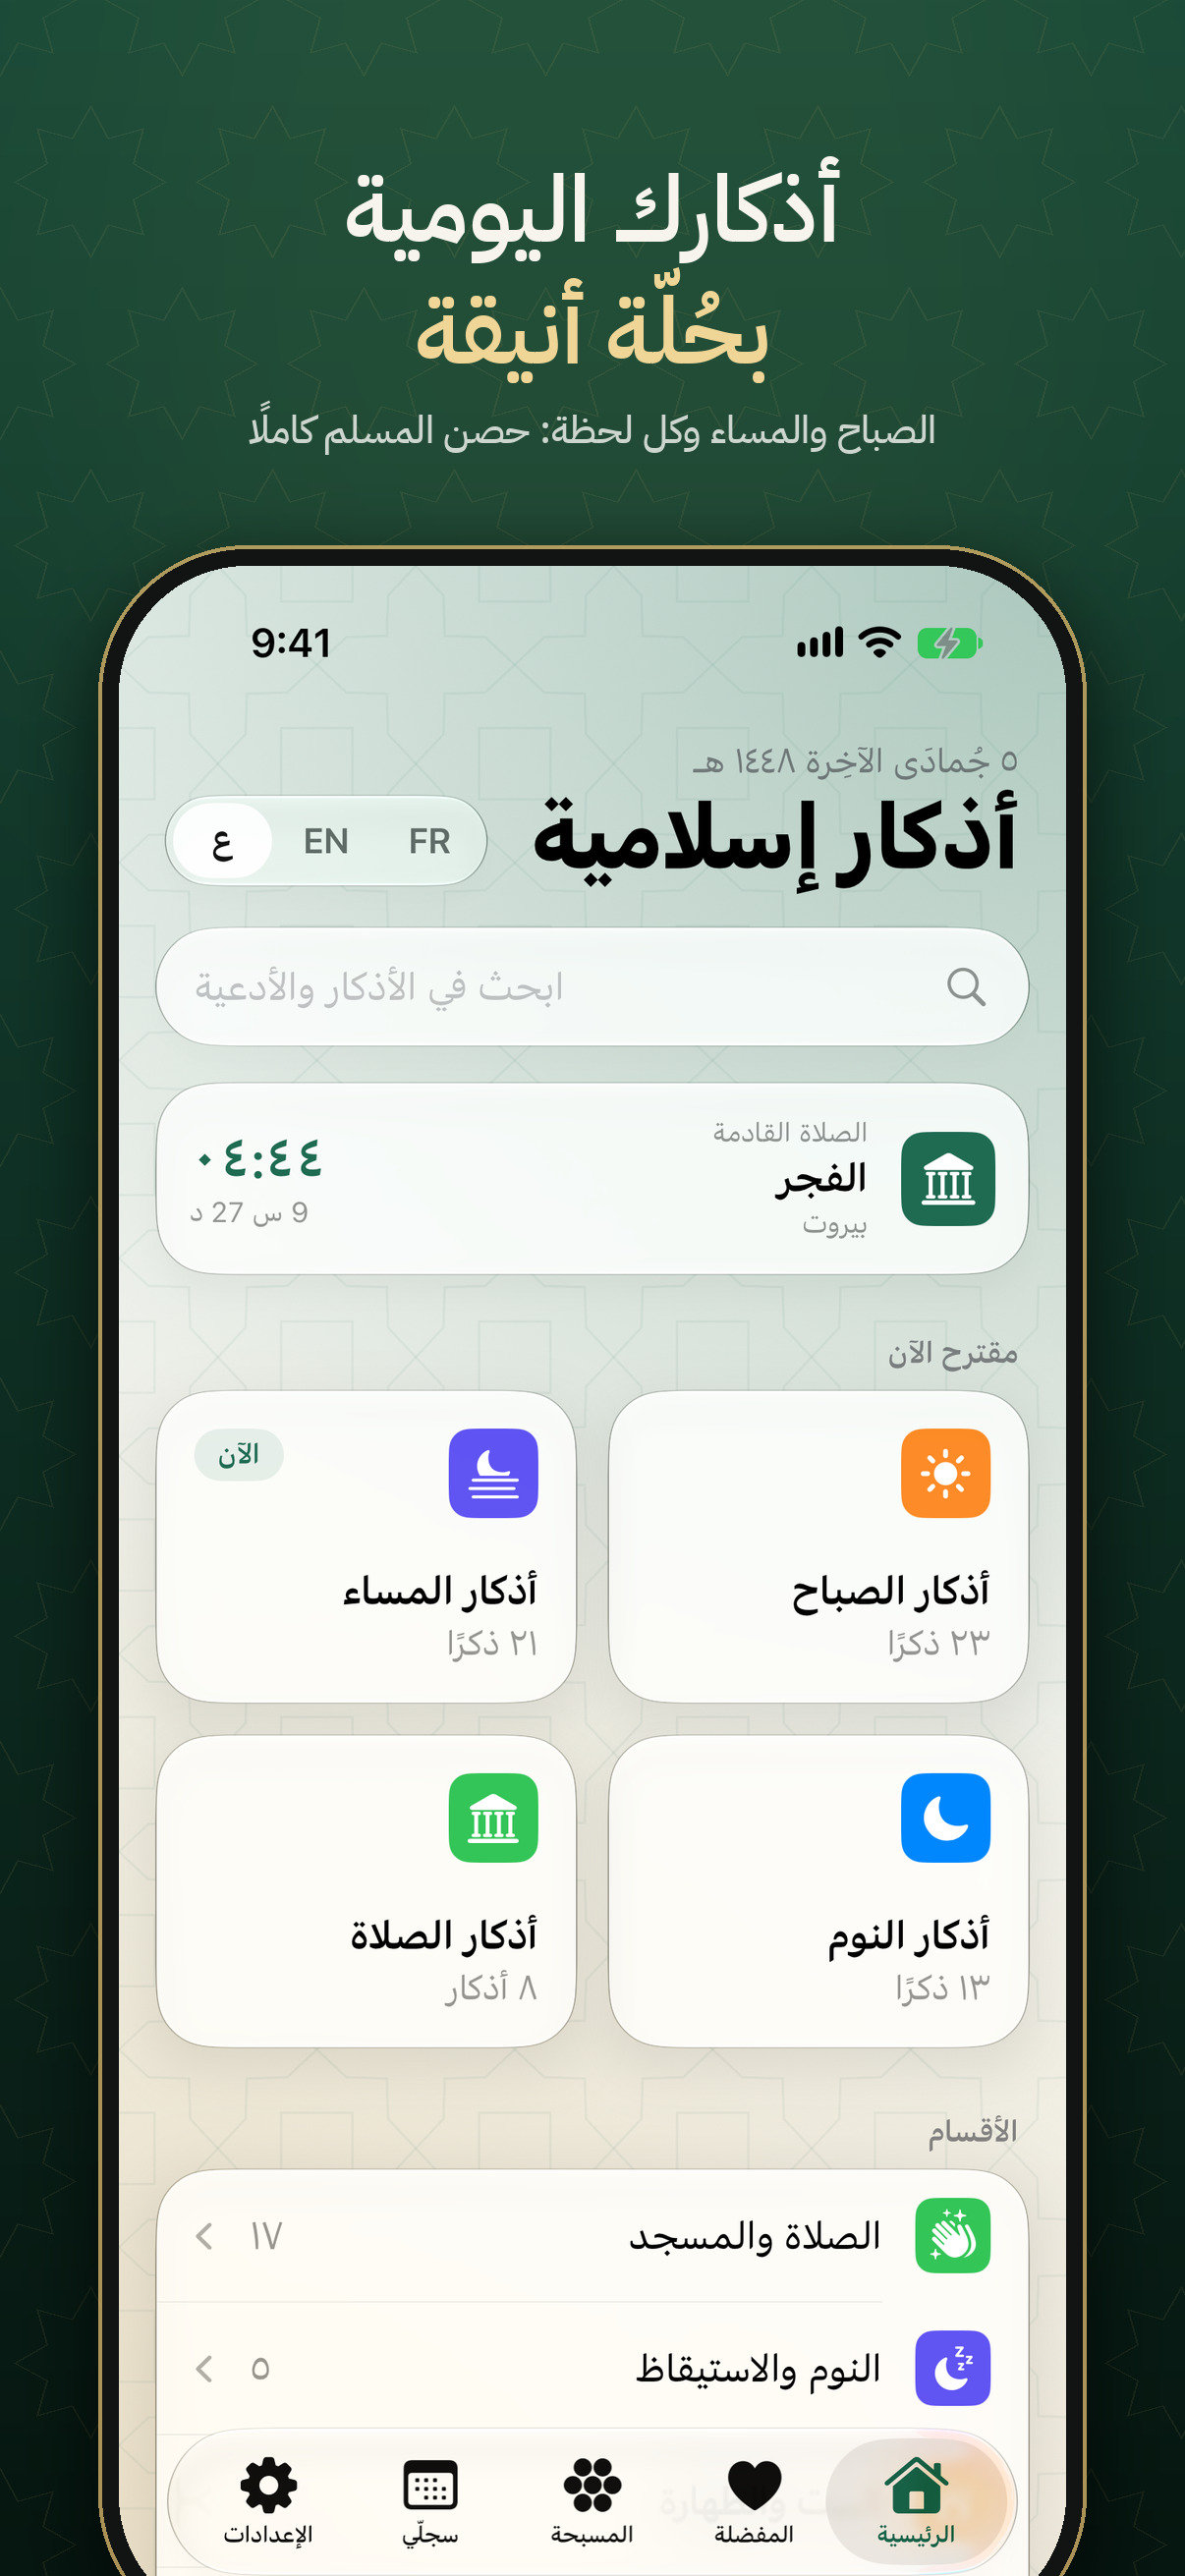 أذكارك اليومية
بحُلّة أنيقة
الصباح والمساء وكل لحظة: حصن المسلم كاملًا
9:41
٥ جُمادَى الآخِرة ١٤٤٨ هـ
أذكار إسلامية
FR EN ع
ابحث في الأذكار والأدعية
الصلاة القادمة
الفجر
بيروت
٠٤:٤٤
9 س 27 د
مقترح الآن
أذكار الصباح
٢٣ ذكرًا
الآن
أذكار المساء
٢١ ذكرًا
أذكار النوم
١٣ ذكرًا
أذكار الصلاة
٨ أذكار
الأقسام
الصلاة والمسجد ١٧
النوم والاستيقاظ ٥
الرئيسية
المفضلة
المسبحة
سجلّي
الإعدادات